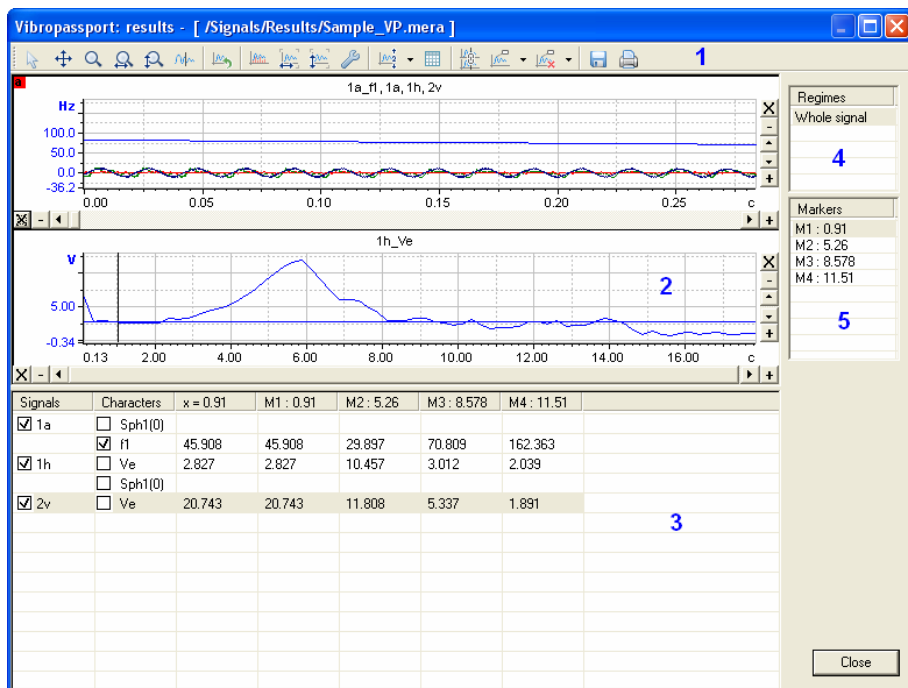 Vibropassport: results - [ /Signals/Results/Sample_VP.mera ]
1
a
1a_f1, 1a, 1h, 2v
Hz
100.0
50.0
0.0
-36.2
0.00 0.05 0.10 0.15 0.20 0.25 c
1h_Ve
V
5.00
-0.34
0.13 2.00 4.00 6.00 8.00 10.00 12.00 14.00 16.00 c
2
Signals Characters x = 0.91 M1 : 0.91 M2 : 5.26 M3 : 8.578 M4 : 11.51
1a Sph1(0)
f1 45.908 45.908 29.897 70.809 162.363
1h Ve 2.827 2.827 10.457 3.012 2.039
Sph1(0)
2v Ve 20.743 20.743 11.808 5.337 1.891
3
Regimes
Whole signal
4
Markers
M1 : 0.91
M2 : 5.26
M3 : 8.578
M4 : 11.51
5
Close